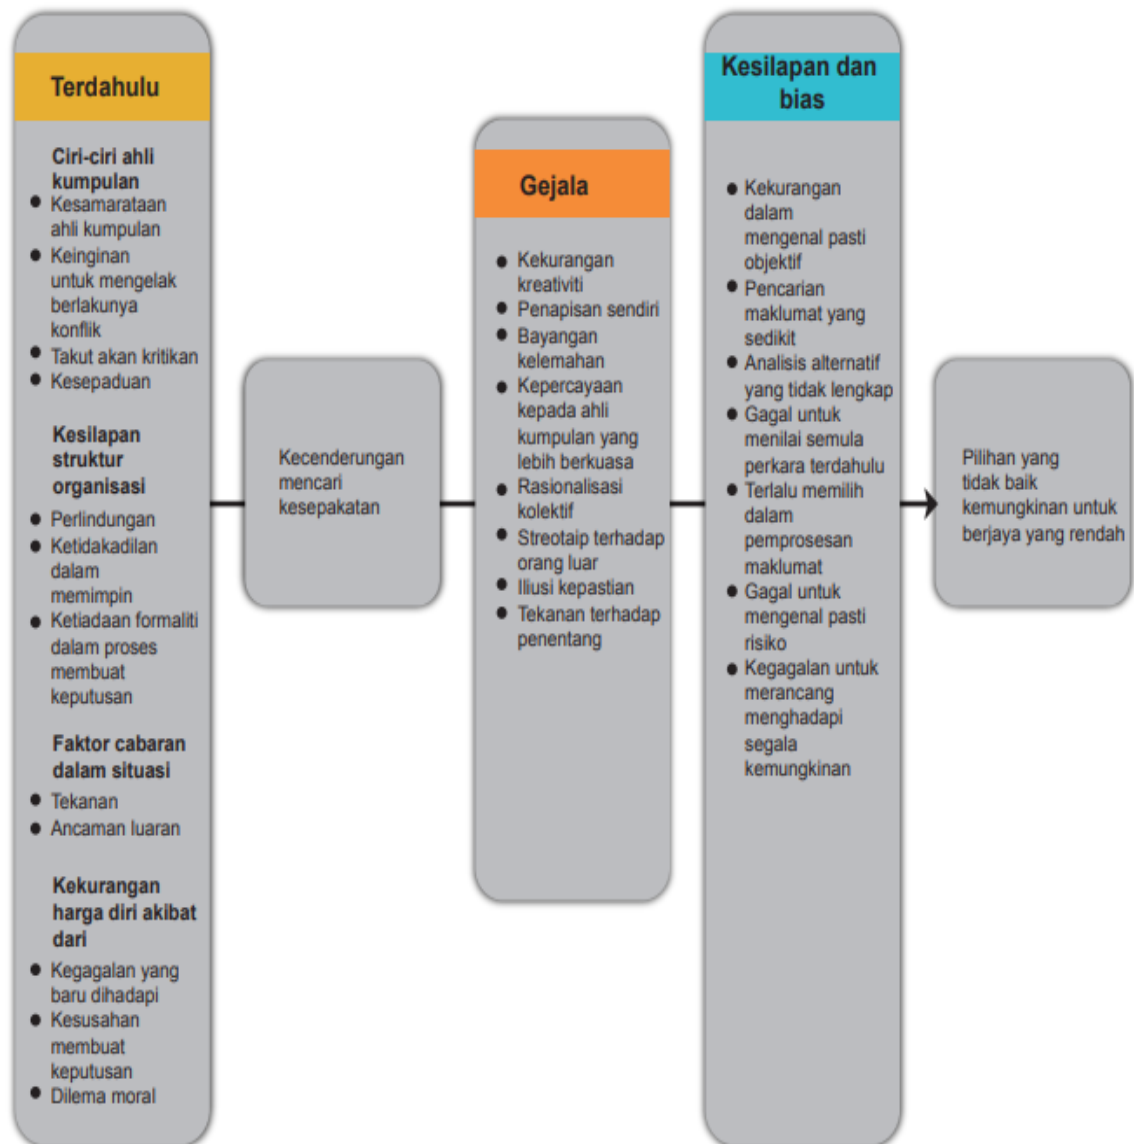 Terdahulu
Ciri-ciri ahli
kumpulan
Kesamarataan
ahli kumpulan
Keinginan
untuk mengelak
berlakunya
konflik
Takut akan kritikan
Kesepaduan
Kesilapan
struktur
organisasi
Perlindungan
Ketidakadilan
dalam
memimpin
Ketiadaan formaliti
dalam proses
membuat
keputusan
Faktor cabaran
dalam situasi
Tekanan
Ancaman luaran
Kekurangan
harga diri akibat
dari
Kegagalan yang
baru dihadapi
Kesusahan
membuat
keputusan
Dilema moral
Kecenderungan
mencari
kesepakatan
Gejala
Kekurangan
kreativiti
Penapisan sendiri
Bayangan
kelemahan
Kepercayaan
kepada ahli
kumpulan yang
lebih berkuasa
Rasionalisasi
kolektif
Streotaip terhadap
orang luar
Iliusi kepastian
Tekanan terhadap
penentang
Kesilapan dan
bias
Kekurangan
dalam
mengenal pasti
objektif
Pencarian
maklumat yang
sedikit
Analisis alternatif
yang tidak lengkap
Gagal untuk
menilai semula
perkara terdahulu
Terlalu memilih
dalam
pemprosesan
maklumat
Gagal untuk
mengenal pasti
risiko
Kegagalan untuk
merancang
menghadapi
segala
kemungkinan
Pilihan yang
tidak baik
kemungkinan untuk
berjaya yang rendah